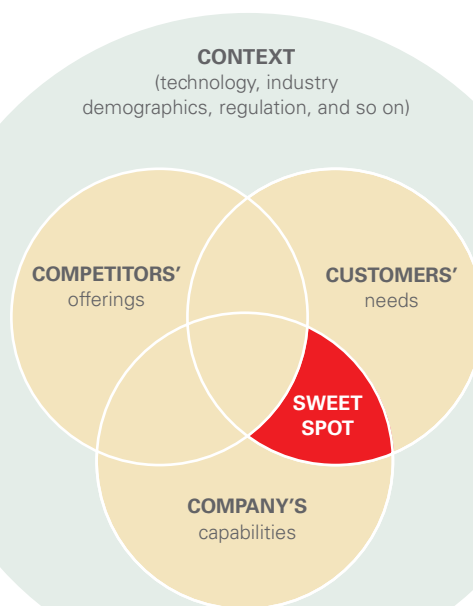 CONTEXT
(technology, industry
demographics, regulation, and so on)
COMPETITORS’
offerings
CUSTOMERS’
needs
SWEET
SPOT
COMPANY’S
capabilities